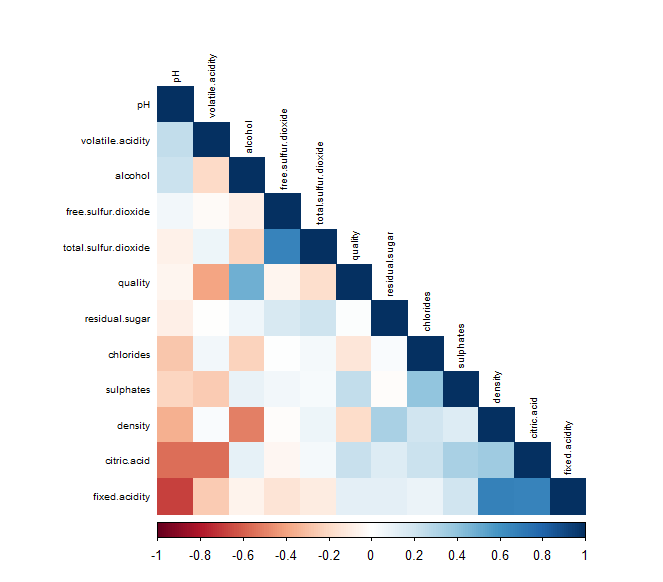 pH
volatile.acidity
alcohol
free.sulfur.dioxide
total.sulfur.dioxide
quality
residual.sugar
chlorides
sulphates
density
citric.acid
fixed.acidity
pH
volatile.acidity
alcohol
free.sulfur.dioxide
total.sulfur.dioxide
quality
residual.sugar
chlorides
sulphates
density
citric.acid
fixed.acidity
-1 -0.8 -0.6 -0.4 -0.2 0 0.2 0.4 0.6 0.8 1